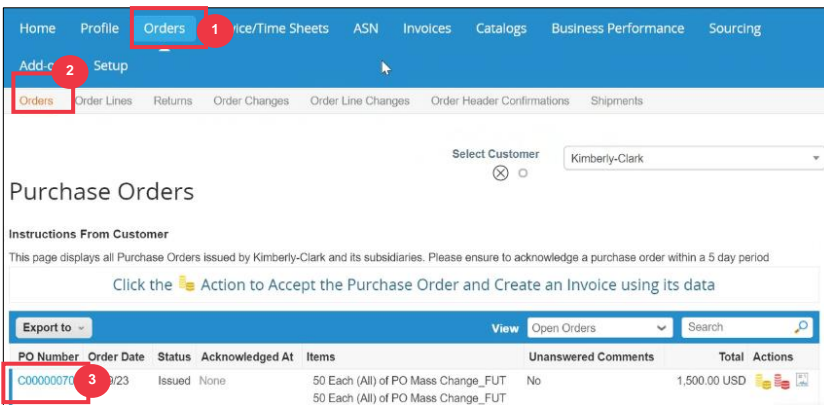 Home Profile Orders 1 vice/Time Sheets ASN Invoices Catalogs Business Performance Sourcing
Add-o 2 Setup
Orders Order Lines Returns Order Changes Order Line Changes Order Header Confirmations Shipments
Select Customer Kimberly-Clark
Purchase Orders
Instructions From Customer
This page displays all Purchase Orders issued by Kimberly-Clark and its subsidiaries. Please ensure to acknowledge a purchase order within a 5 day period
Click the Action to Accept the Purchase Order and Create an Invoice using its data
Export to View Open Orders Search
PO Number Order Date Status Acknowledged At Items Unanswered Comments Total Actions
C00000070 3 /23 Issued None 50 Each (All) of PO Mass Change_FUT No 1,500.00 USD
50 Each (All) of PO Mass Change_FUT